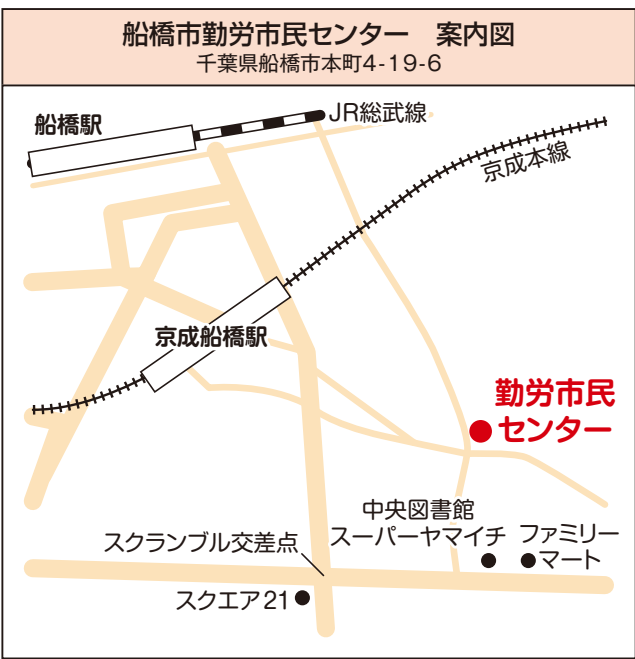 船橋市勤労市民センター　案内図
千葉県船橋市本町4-19-6
船橋駅
JR総武線
京成本線
京成船橋駅
勤労市民
センター
中央図書館
スーパーヤマイチ
ファミリー
マート
スクランブル交差点
スクエア21